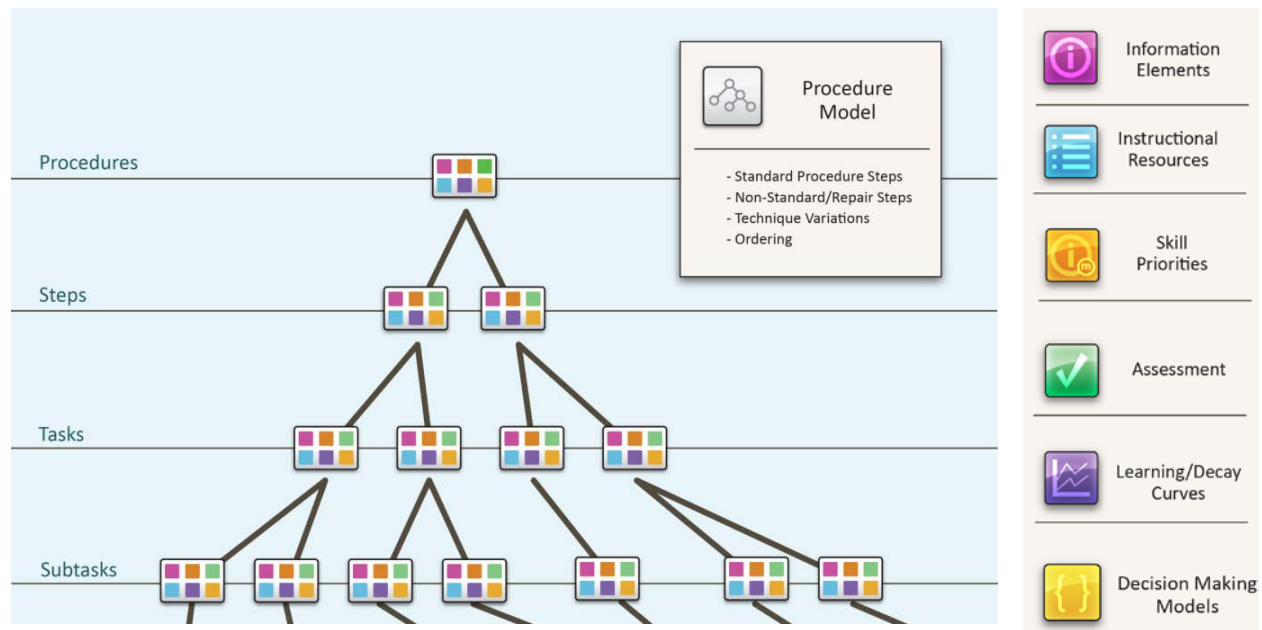 Procedures
Steps
Tasks
Subtasks
Procedure
Model
- Standard Procedure Steps
- Non-Standard/Repair Steps
- Technique Variations
- Ordering
i
Information
Elements
Instructional
Resources
i
m
Skill
Priorities
Assessment
Learning/Decay
Curves
{ }
Decision Making
Models